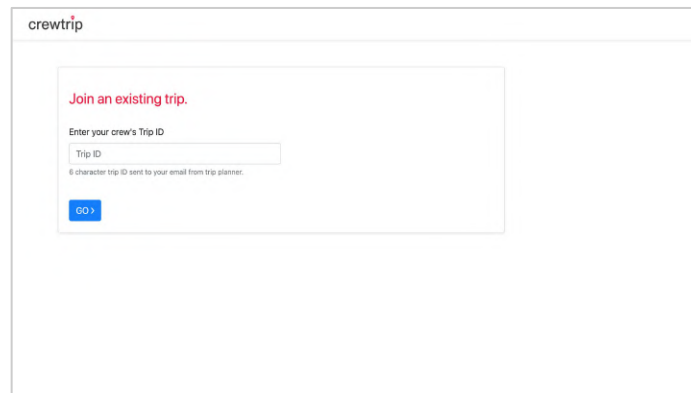 crewtrip
Join an existing trip.
Enter your crew's Trip ID
Trip ID
6 character trip ID sent to your email from trip planner.
GO >